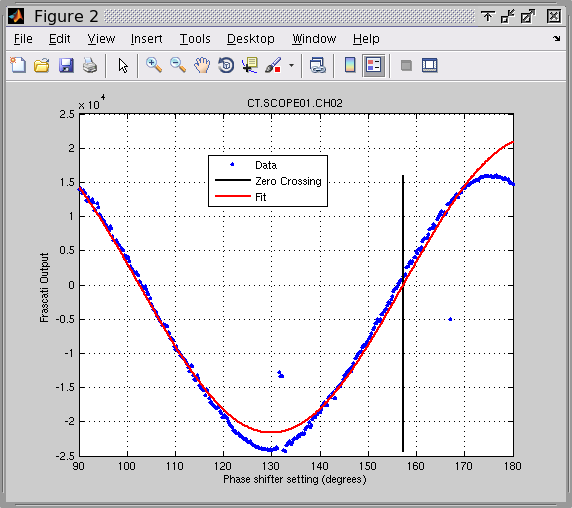 Figure 2
File Edit View Insert Tools Desktop Window Help
x 10^4
CT.SCOPE01.CH02
2.5
2
1.5
1
0.5
0
-0.5
-1
-1.5
-2
-2.5
Frascati Output
Data
Zero Crossing
Fit
90 100 110 120 130 140 150 160 170 180
Phase shifter setting (degrees)